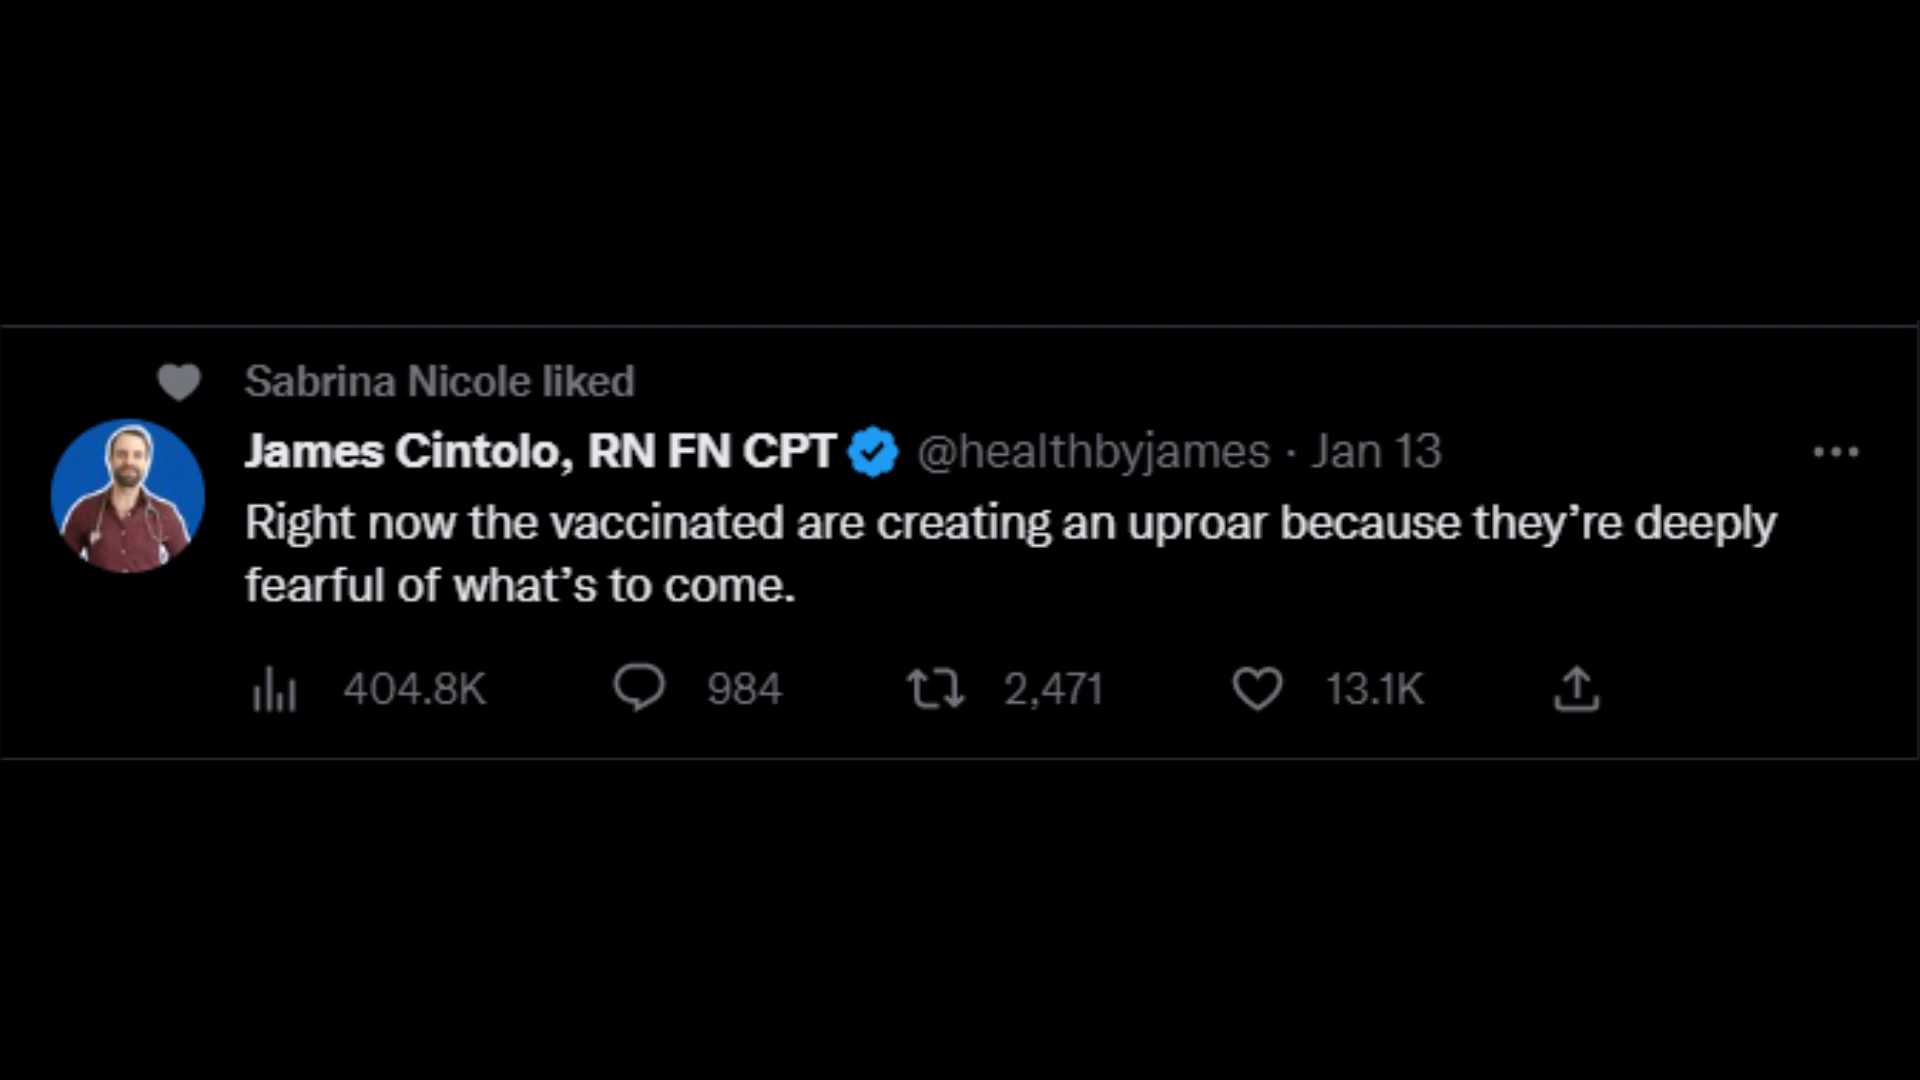 Sabrina Nicole liked
James Cintolo, RN FN CPT @healthbyjames · Jan 13
Right now the vaccinated are creating an uproar because they’re deeply
fearful of what’s to come.
404.8K 984 2,471 13.1K